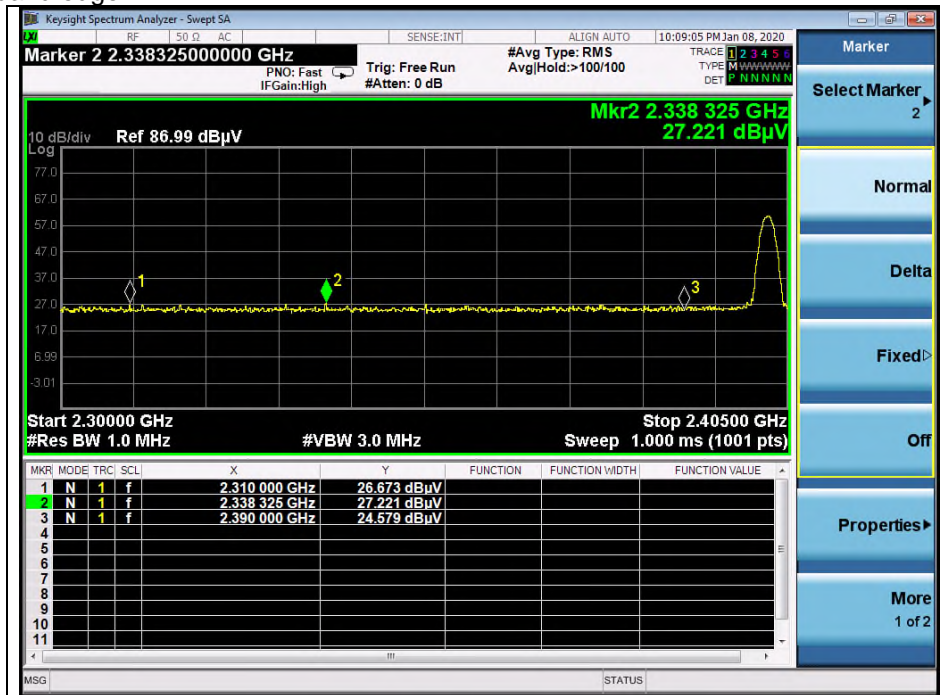 Keysight Spectrum Analyzer - Swept SA
LXI RF 50 Ω AC SENSE:INT ALIGN AUTO 10:09:05 PM Jan 08, 2020
Marker 2 2.338325000000 GHz
PNO: Fast
IFGain:High
Trig: Free Run
#Atten: 0 dB
#Avg Type: RMS
Avg|Hold:>100/100
TRACE 1 2 3 4 5 6
TYPE M WWWWW
DET P N N N N N
Mkr2 2.338 325 GHz
27.221 dBµV
10 dB/div Ref 86.99 dBµV
Log
77.0
67.0
57.0
47.0
37.0
27.0
17.0
6.99
-3.01
1
2
3
Start 2.30000 GHz Stop 2.40500 GHz
#Res BW 1.0 MHz #VBW 3.0 MHz Sweep 1.000 ms (1001 pts)
MKR MODE TRC SCL X Y FUNCTION FUNCTION WIDTH FUNCTION VALUE
1 N 1 f 2.310 000 GHz 26.673 dBµV
2 N 1 f 2.338 325 GHz 27.221 dBµV
3 N 1 f 2.390 000 GHz 24.579 dBµV
4
5
6
7
8
9
10
11
MSG STATUS
Marker
Select Marker
2
Normal
Delta
Fixed
Off
Properties
More
1 of 2